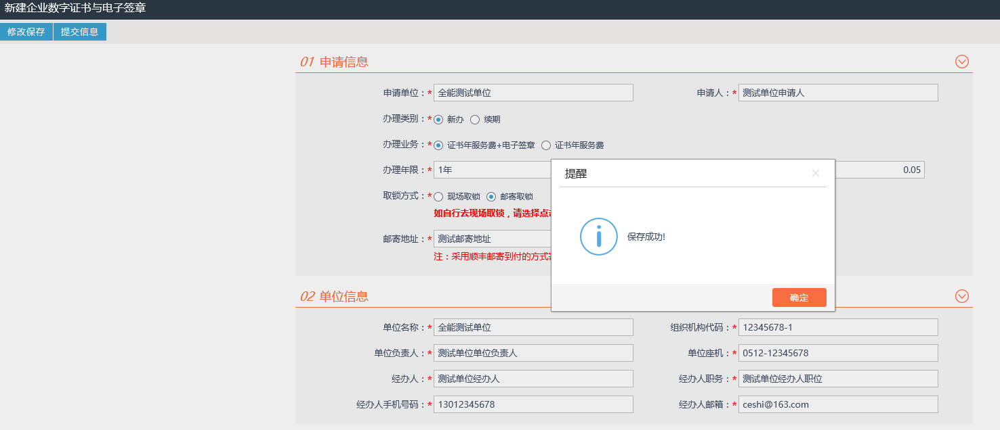 新建企业数字证书与电子签章
修改保存 提交信息
01 申请信息
申请单位：* 全能测试单位 申请人：* 测试单位申请人
办理类别：* 新办 续期
办理业务：* 证书年服务费+电子签章 证书年服务费
办理年限：* 1年 0.05
提醒
取锁方式：* 现场取锁 邮寄取锁
如自行去现场取锁，请选择点
保存成功!
邮寄地址：* 测试邮寄地址
注：采用顺丰邮寄到付的方式
确定
02 单位信息
单位名称：* 全能测试单位 组织机构代码：* 12345678-1
单位负责人：* 测试单位单位负责人 单位座机：* 0512-12345678
经办人：* 测试单位经办人 经办人职务：* 测试单位经办人职位
经办人手机号码：* 13012345678 经办人邮箱：* ceshi@163.com